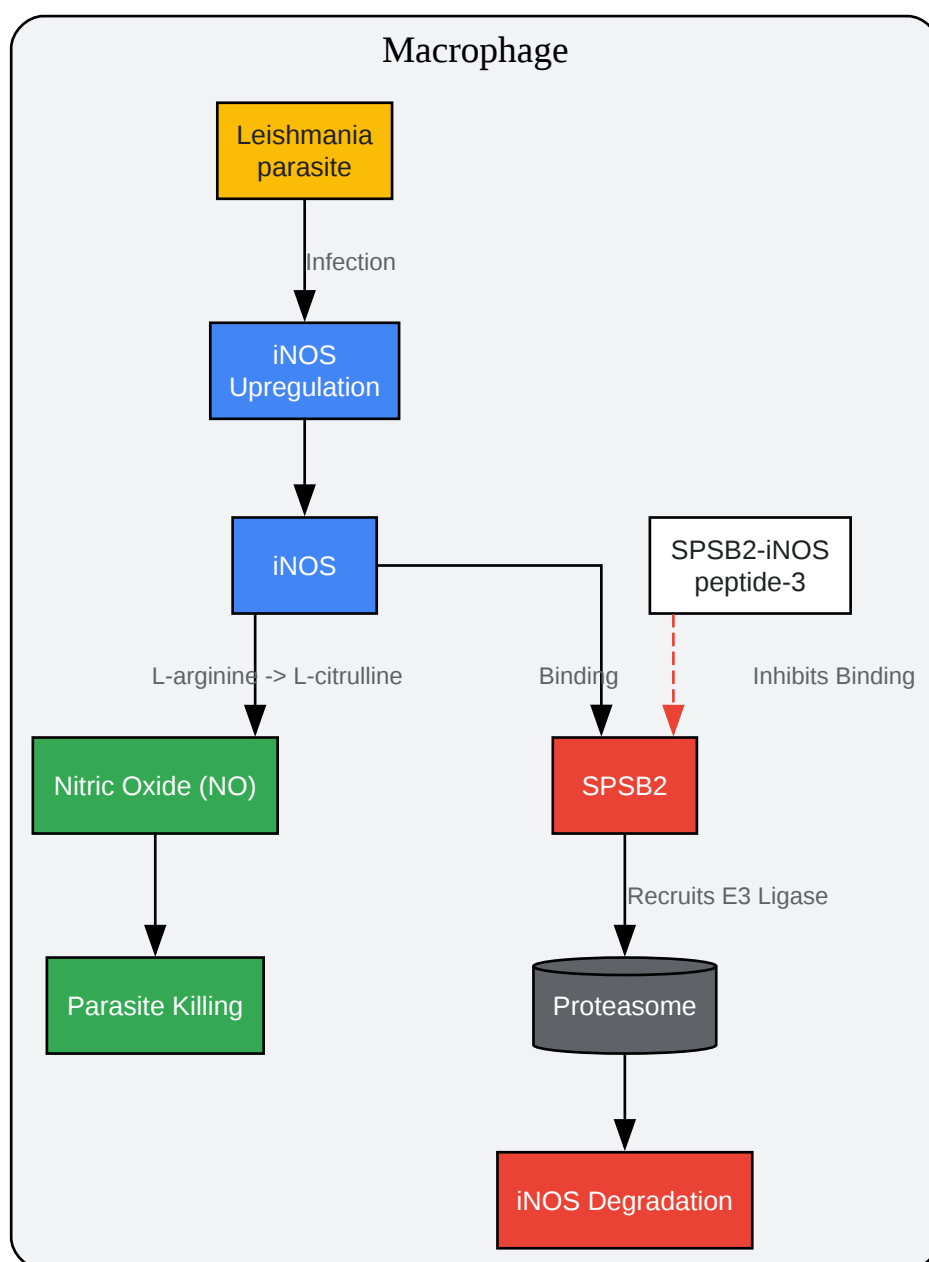 Macrophage
Leishmania
parasite
Infection
iNOS
Upregulation
iNOS
SPSB2-iNOS
peptide-3
L-arginine -> L-citrulline
Binding
Inhibits Binding
Nitric Oxide (NO)
SPSB2
Recruits E3 Ligase
Parasite Killing
Proteasome
iNOS Degradation